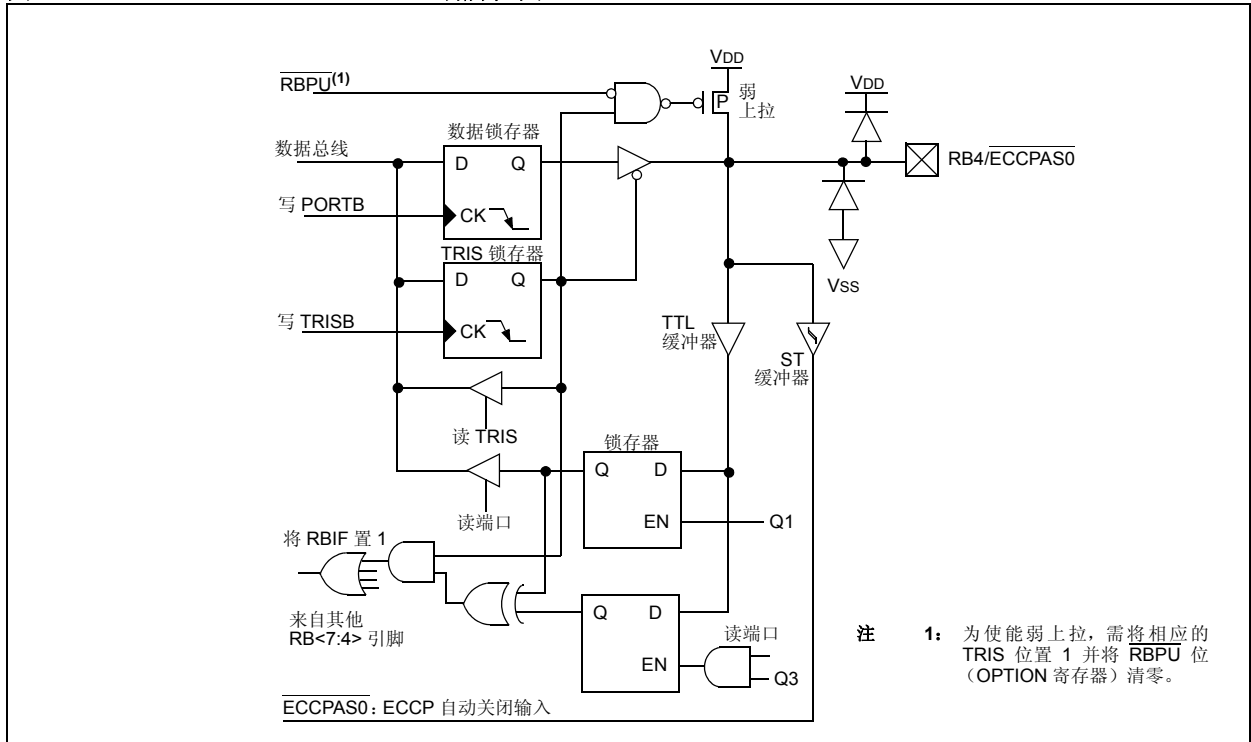 VDD
RBPU(1)
VDD
P
弱
上拉
数据锁存器
数据总线
D Q
RB4/ECCPAS0
写 PORTB
CK
TRIS 锁存器
D Q
VSS
写 TRISB
CK
TTL
缓冲器
ST
缓冲器
读 TRIS
锁存器
Q D
读端口
EN
Q1
将 RBIF 置 1
Q D
来自其他
RB<7:4> 引脚
读端口
EN
Q3
注 1： 为使能弱上拉，需将相应的
TRIS 位置 1 并将 RBPU 位
（OPTION 寄存器）清零。
ECCPAS0：ECCP 自动关闭输入